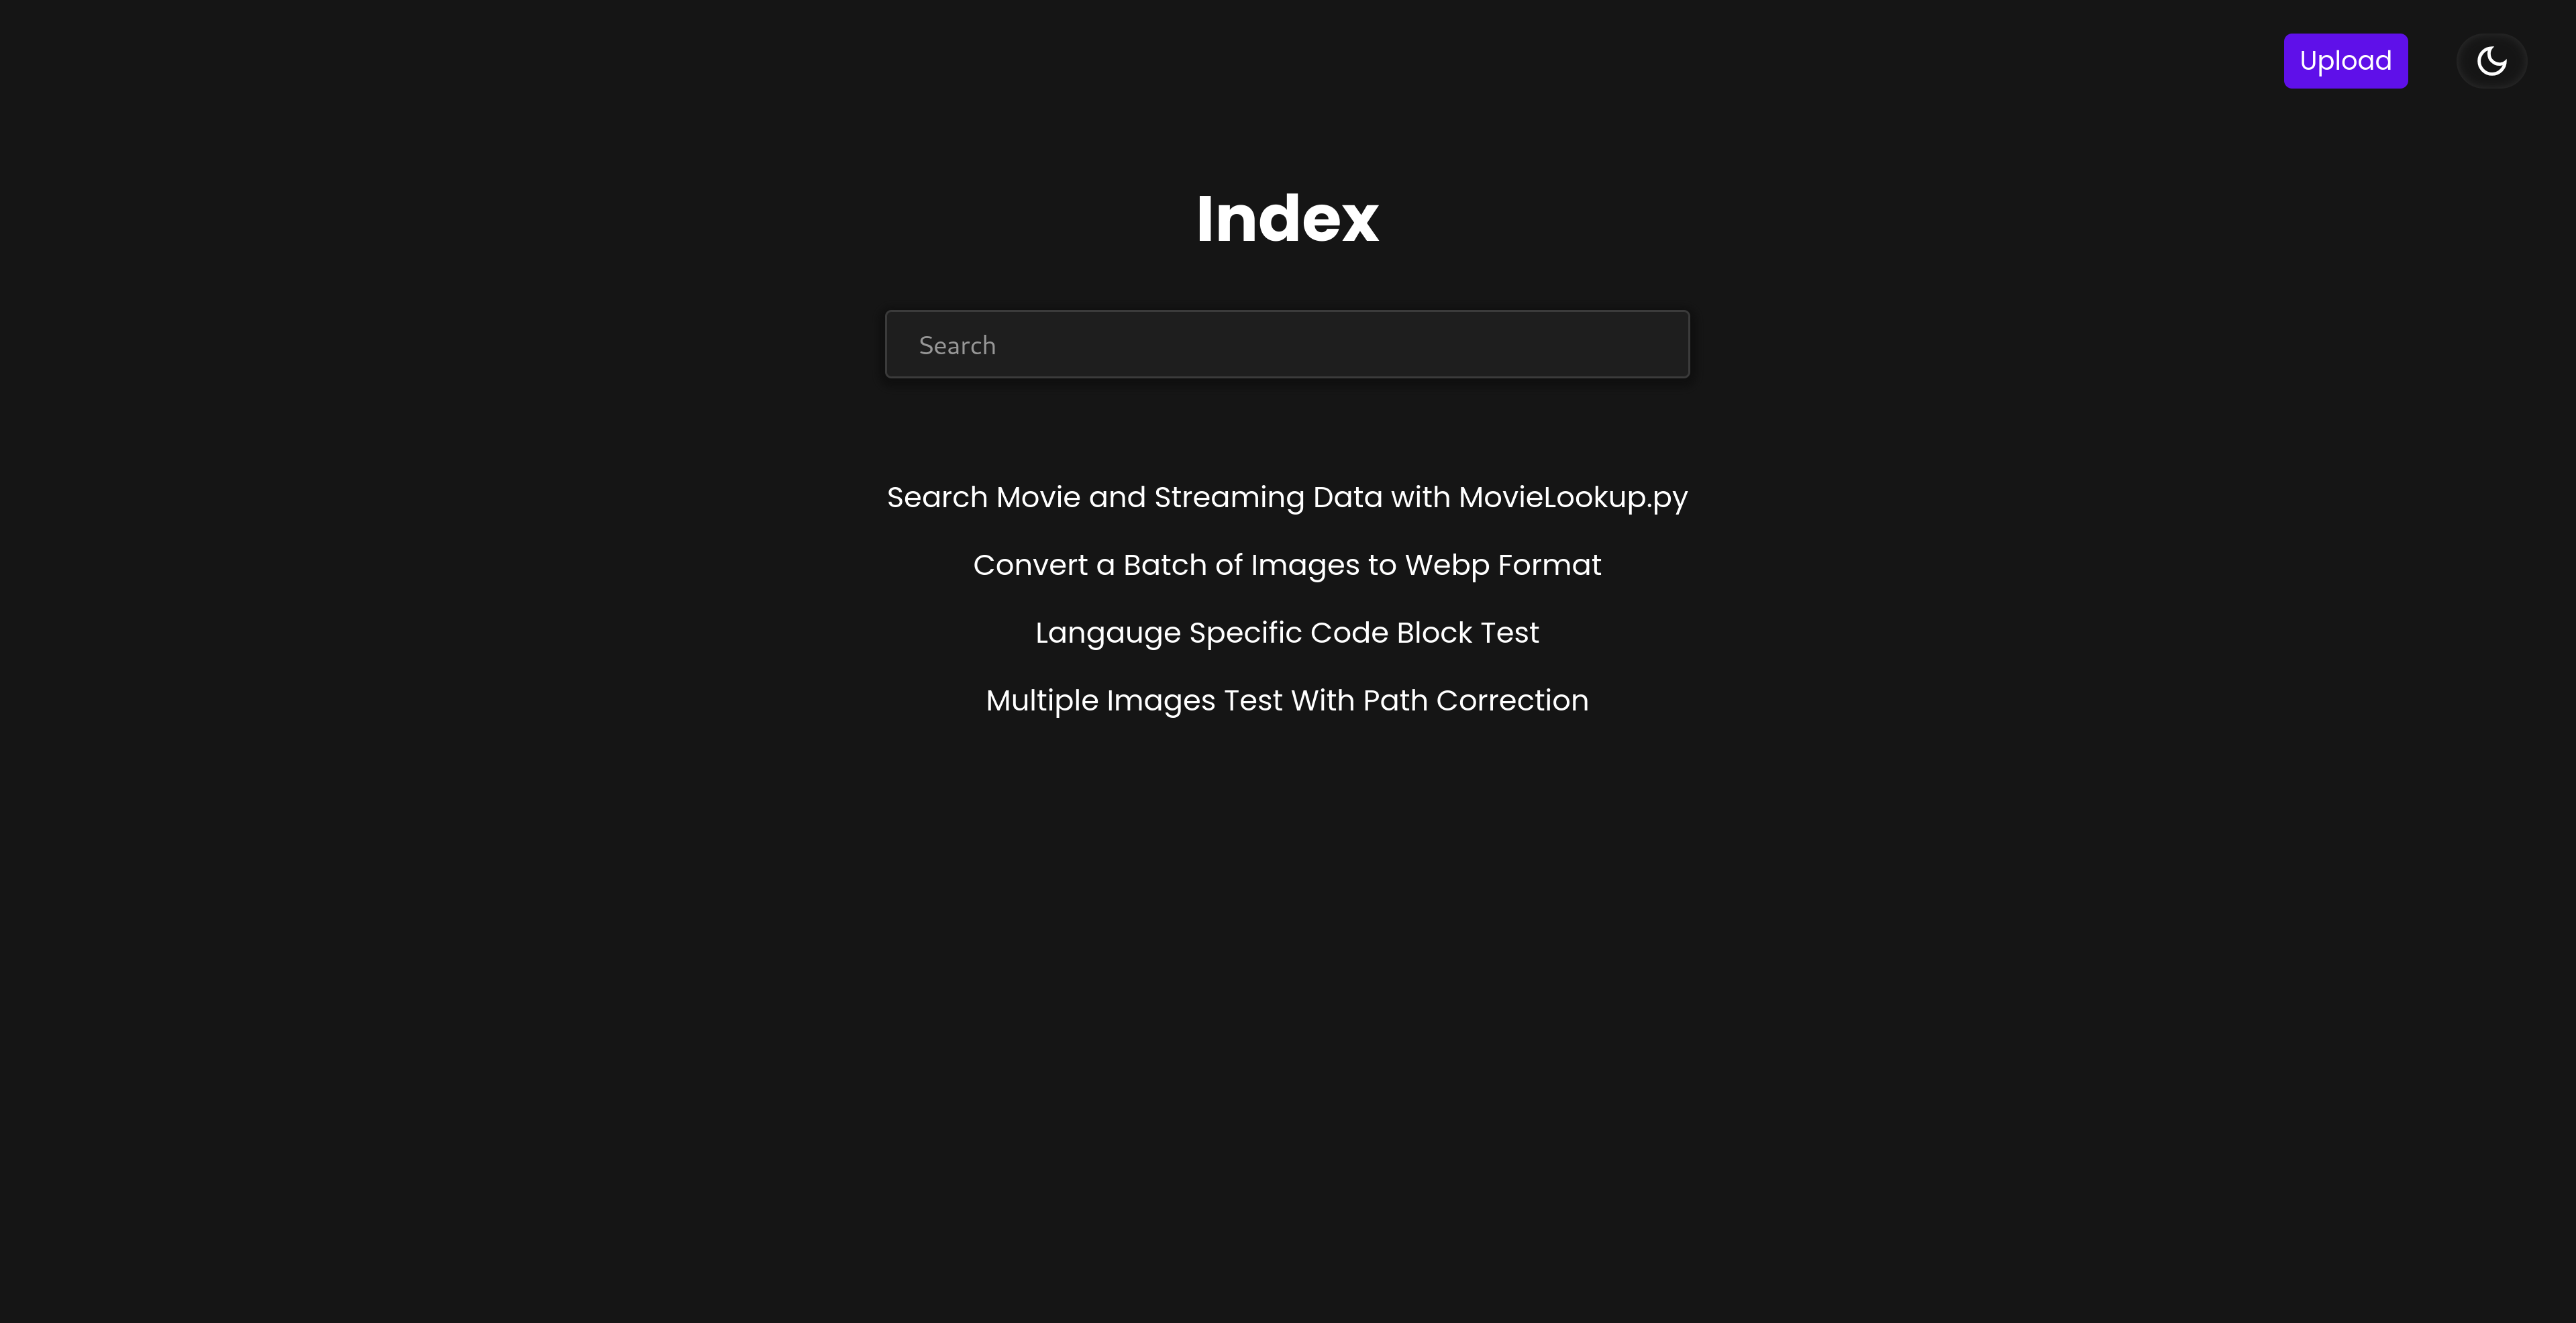 Upload
Index
Search
Search Movie and Streaming Data with MovieLookup.py
Convert a Batch of Images to Webp Format
Langauge Specific Code Block Test
Multiple Images Test With Path Correction